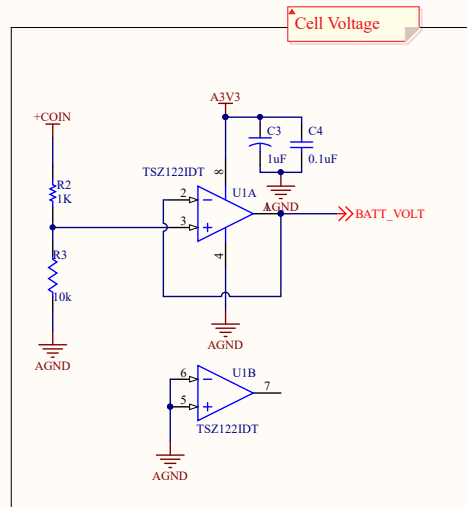 Cell Voltage
A3V3
+COIN
C3
C4
1uF
0.1uF
TSZ122IDT
8
R2
1K
2
U1A
AGND
1
BATT_VOLT
3
R3
10k
4
AGND
AGND
6
U1B
7
5
TSZ122IDT
AGND